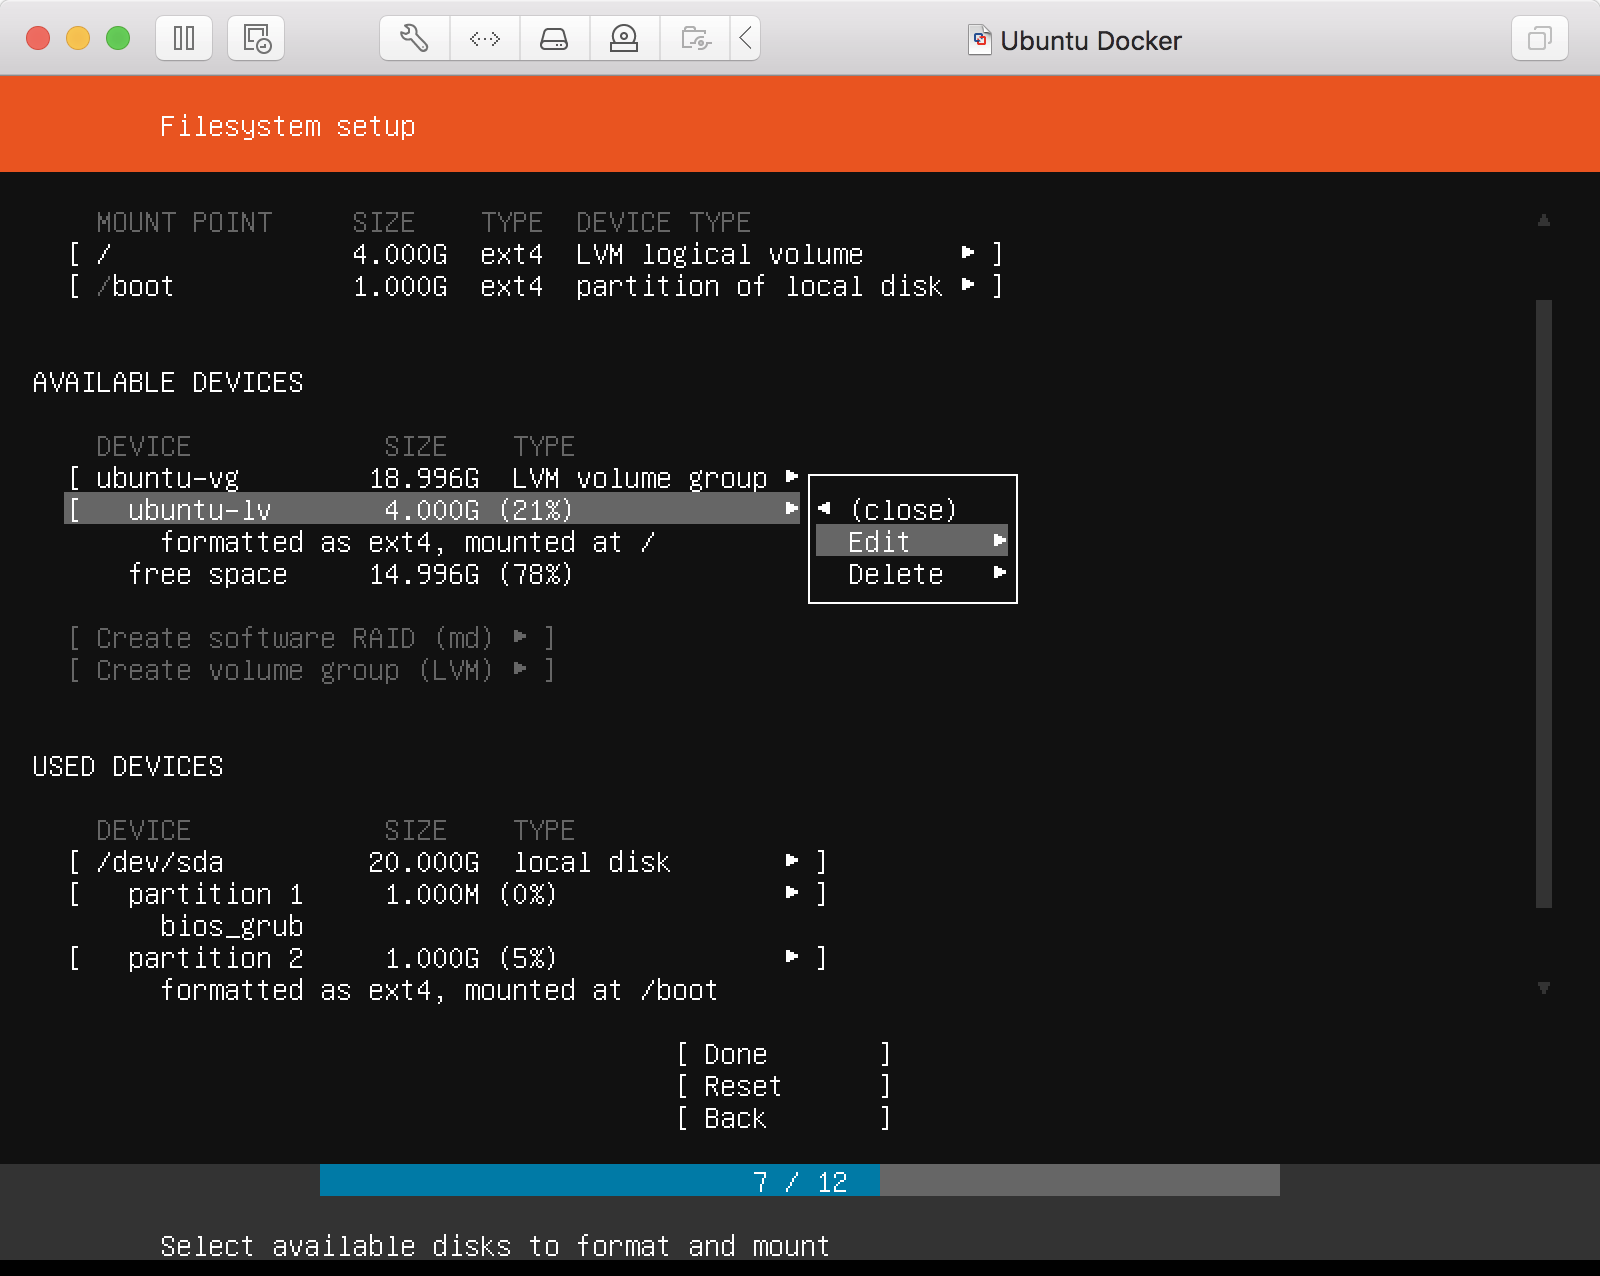 Ubuntu Docker
Filesystem setup
MOUNT POINT SIZE TYPE DEVICE TYPE
[ / 4.000G ext4 LVM logical volume ▸ ]
[ /boot 1.000G ext4 partition of local disk ▸ ]
AVAILABLE DEVICES
DEVICE SIZE TYPE
[ ubuntu-vg 18.996G LVM volume group ▸
[ ubuntu-lv 4.000G (21%) ▸
formatted as ext4, mounted at /
free space 14.996G (78%)
◂ (close)
Edit ▸
Delete ▸
[ Create software RAID (md) ▸ ]
[ Create volume group (LVM) ▸ ]
USED DEVICES
DEVICE SIZE TYPE
[ /dev/sda 20.000G local disk ▸ ]
[ partition 1 1.000M (0%) ▸ ]
bios_grub
[ partition 2 1.000G (5%) ▸ ]
formatted as ext4, mounted at /boot
[ Done ]
[ Reset ]
[ Back ]
7 / 12
Select available disks to format and mount